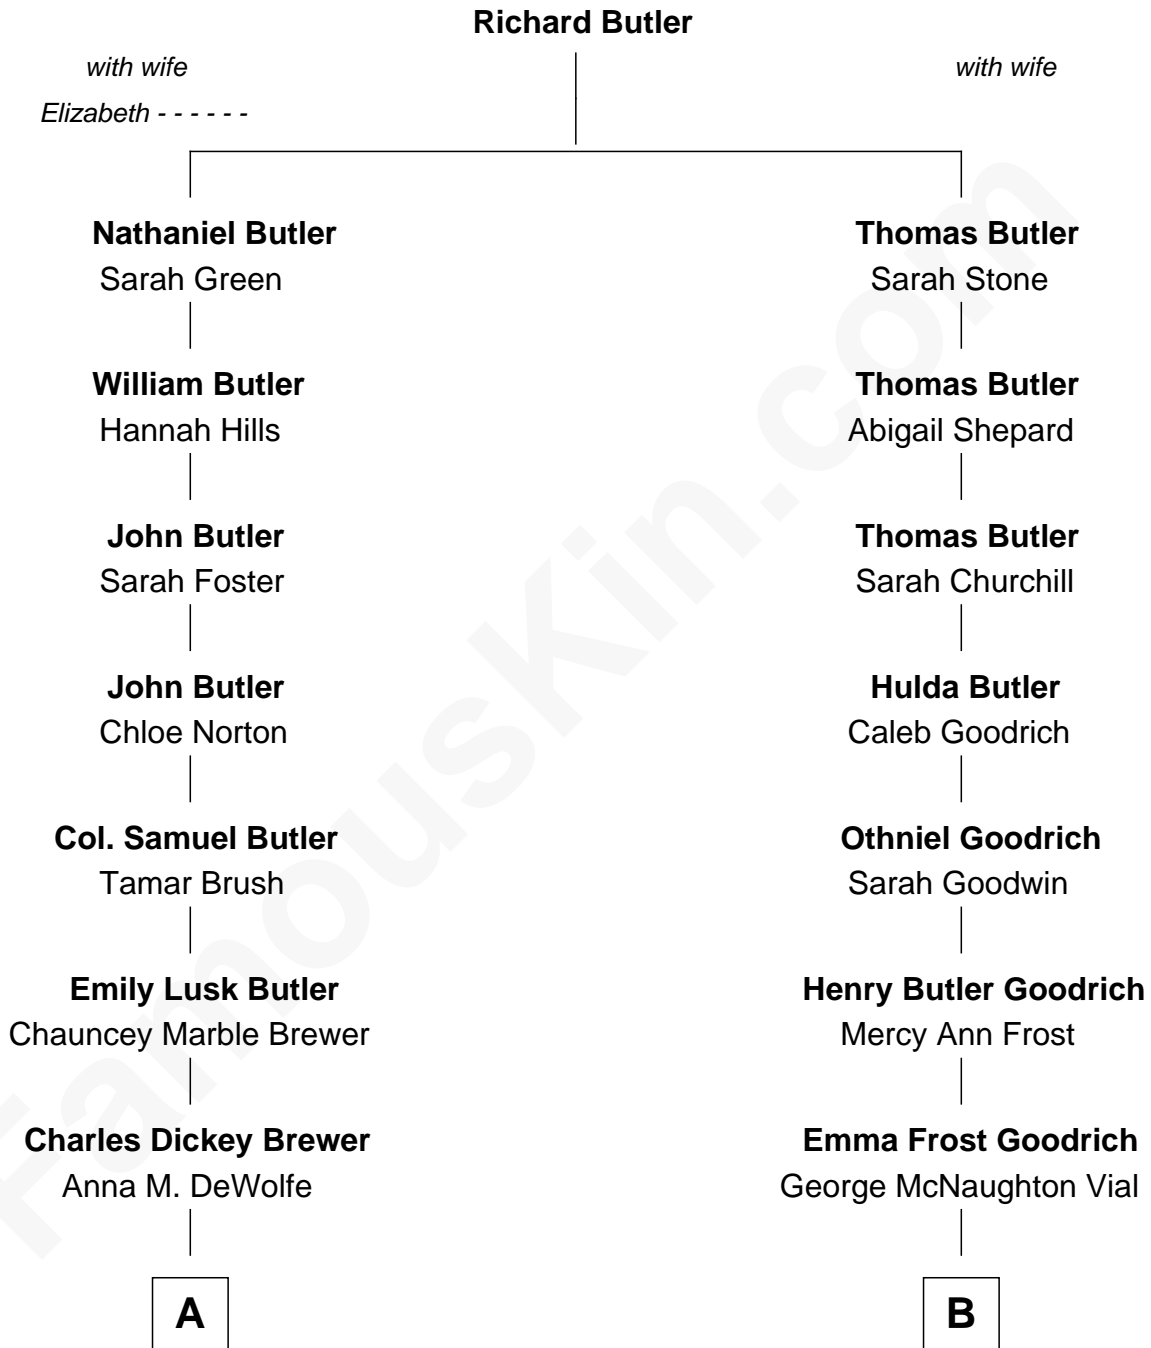 Richard Butler
with wife
with wife
Elizabeth - - - - - -
Nathaniel Butler
Thomas Butler
Sarah Green
Sarah Stone
William Butler
Thomas Butler
Hannah Hills
Abigail Shepard
John Butler
Thomas Butler
Sarah Foster
Sarah Churchill
John Butler
Hulda Butler
Chloe Norton
Caleb Goodrich
Col. Samuel Butler
Othniel Goodrich
Tamar Brush
Sarah Goodwin
Emily Lusk Butler
Henry Butler Goodrich
Chauncey Marble Brewer
Mercy Ann Frost
Charles Dickey Brewer
Emma Frost Goodrich
Anna M. DeWolfe
George McNaughton Vial
A
B
FamousKin.com